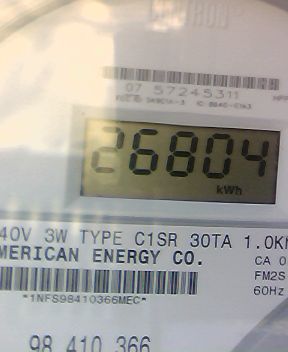 07 57245311
26804
kWh
40V 3W TYPE C1SR 30TA 1.0K
MERICAN ENERGY CO.
CA 0
FM2S
60Hz
*1NFS98410366MEC*
98 410 366